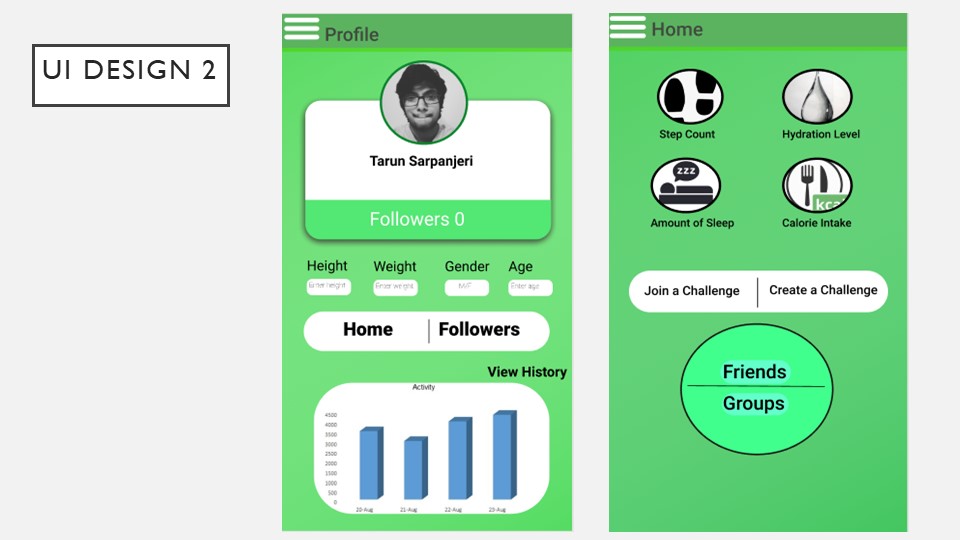 UI DESIGN 2
Profile
Tarun Sarpanjeri
Followers 0
Height Weight Gender Age
Enter height Enter weight M/F Enter age
Home Followers
View History
Activity
4500
4000
3500
3000
2500
2000
1500
1000
500
0
20-Aug 21-Aug 22-Aug 23-Aug
Home
Step Count Hydration Level
zzz
kcal
Amount of Sleep Calorie Intake
Join a Challenge Create a Challenge
Friends
Groups